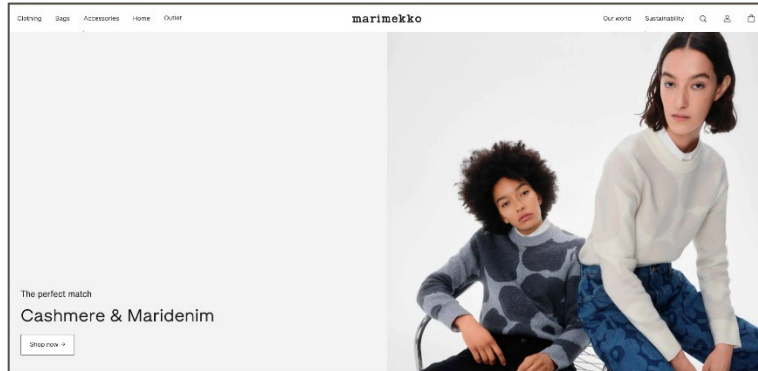 Clothing Bags Accessories Home Outlet marimekko Our world Sustainability
The perfect match
Cashmere & Maridenim
Shop now →